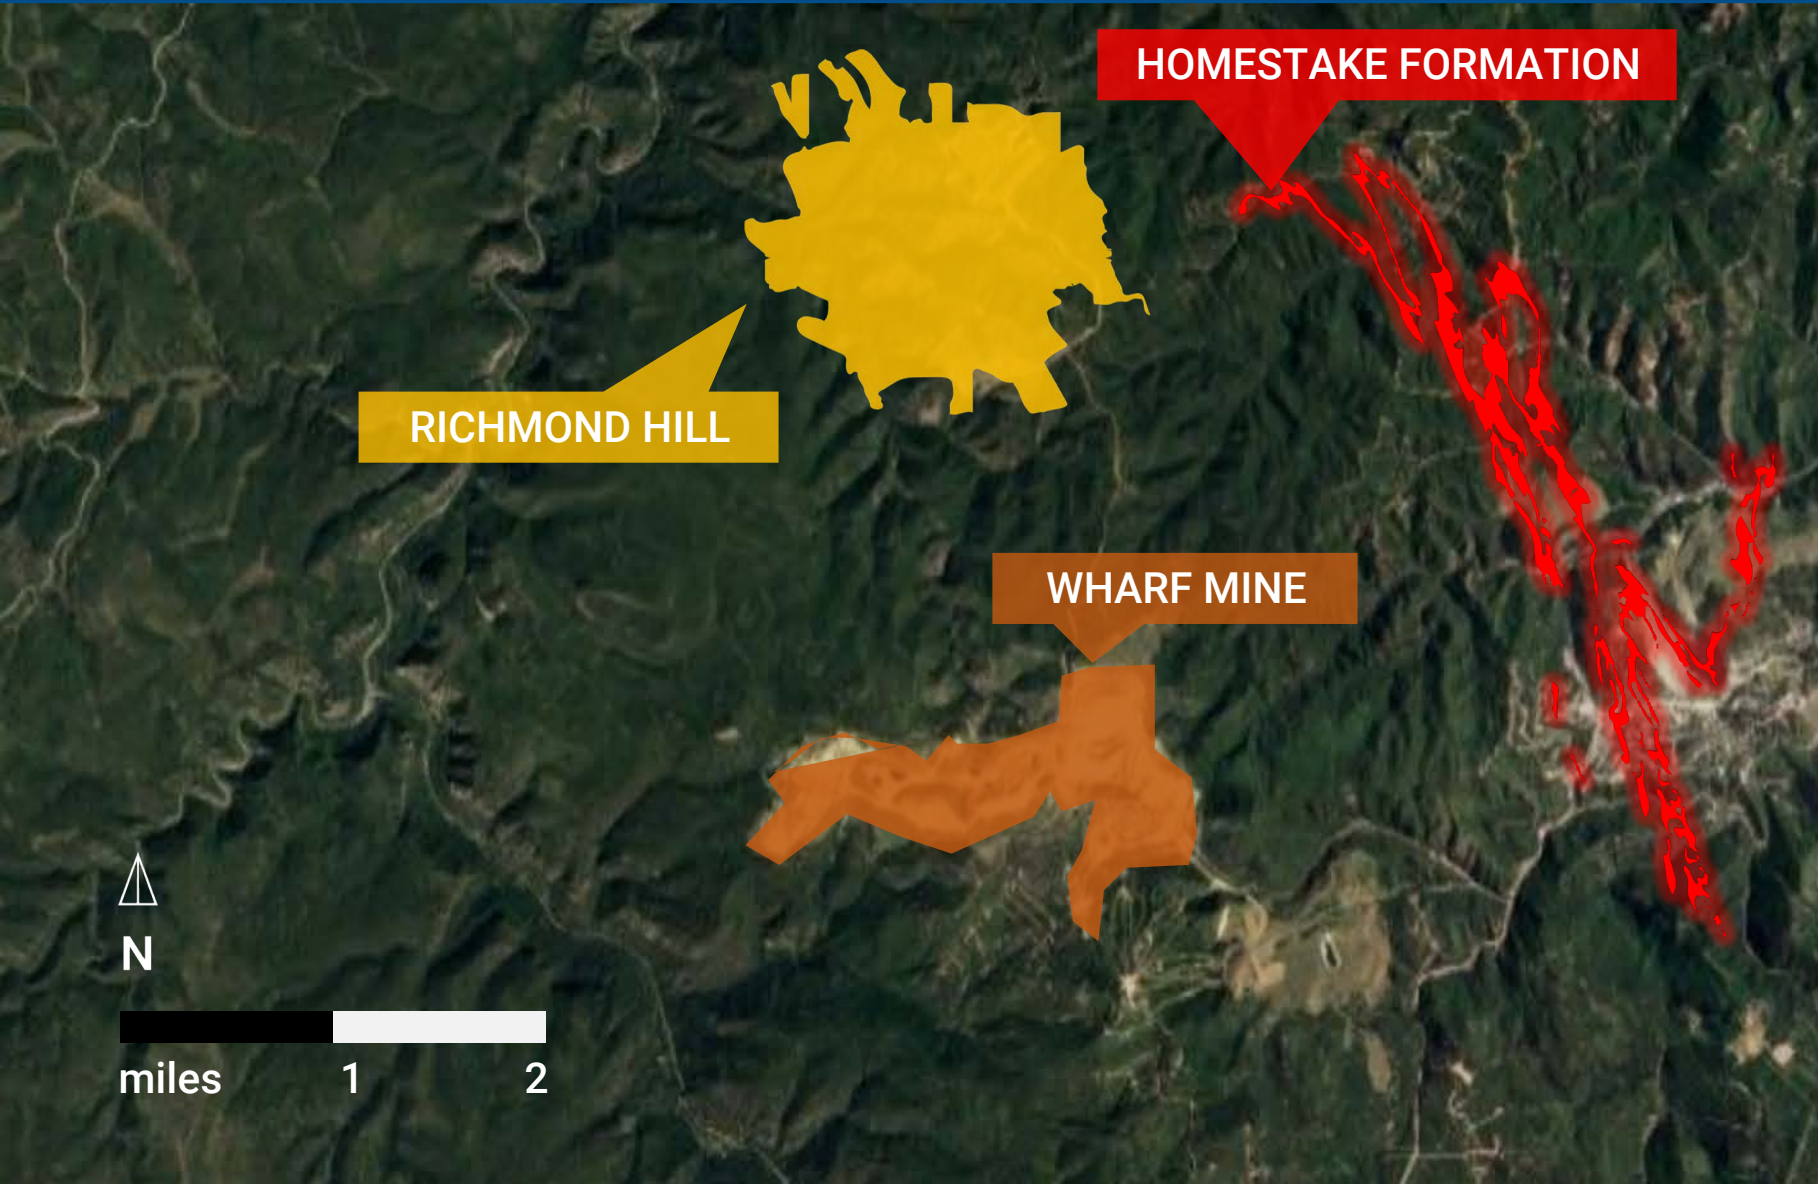 HOMESTAKE FORMATION
RICHMOND HILL
WHARF MINE
N
miles 1 2